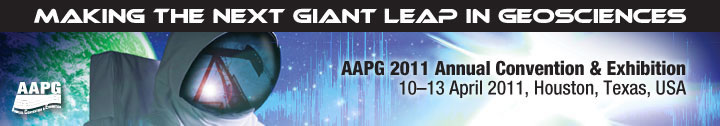 MAKING THE NEXT GIANT LEAP IN GEOSCIENCES
AAPG 2011 Annual Convention & Exhibition
10–13 April 2011, Houston, Texas, USA
AAPG